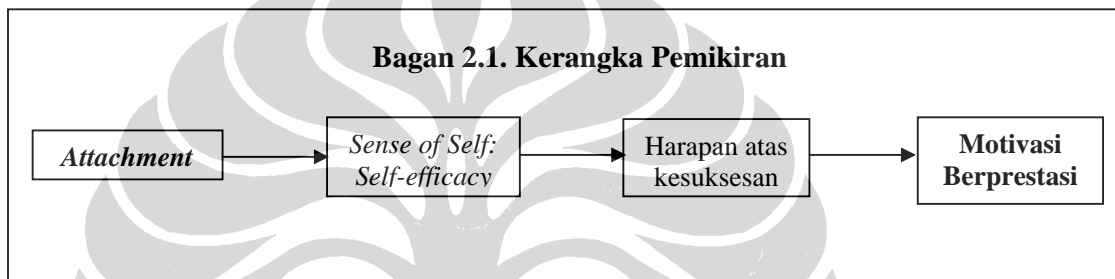 Bagan 2.1. Kerangka Pemikiran
Attachment
Sense of Self:
Self-efficacy
Harapan atas
kesuksesan
Motivasi
Berprestasi